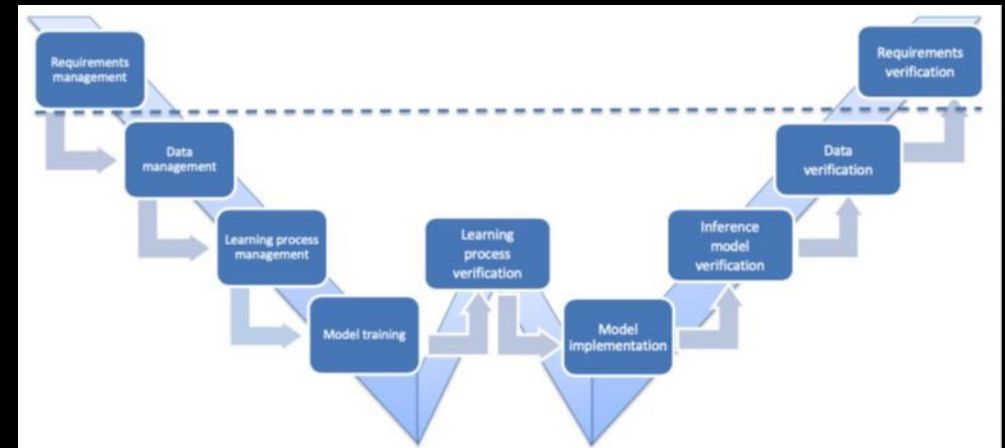 Requirements
management
Data
management
Learning process
management
Model training
Learning
process
verification
Model
implementation
Inference
model
verification
Data
verification
Requirements
verification